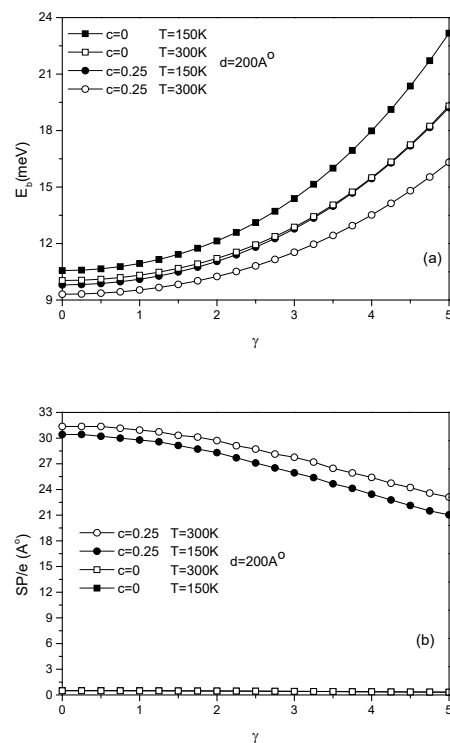 24
21
18
15
12
9
E_b(meV)
c=0 T=150K
c=0 T=300K
c=0.25 T=150K
c=0.25 T=300K
d=200A^o
(a)
0 1 2 3 4 5
γ
33
30
27
24
21
18
15
12
9
6
3
0
SP/e (A^o)
c=0.25 T=300K
c=0.25 T=150K
c=0 T=300K
c=0 T=150K
d=200A^o
(b)
0 1 2 3 4 5
γ